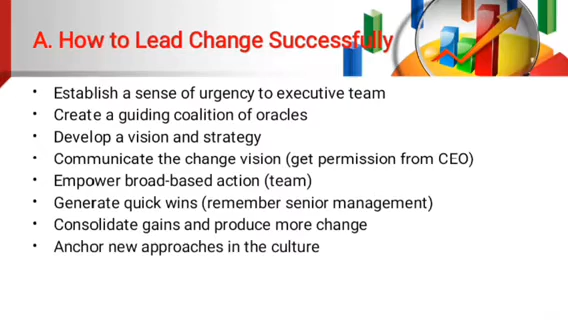 A. How to Lead Change Successfully
• Establish a sense of urgency to executive team
• Create a guiding coalition of oracles
• Develop a vision and strategy
• Communicate the change vision (get permission from CEO)
• Empower broad-based action (team)
• Generate quick wins (remember senior management)
• Consolidate gains and produce more change
• Anchor new approaches in the culture